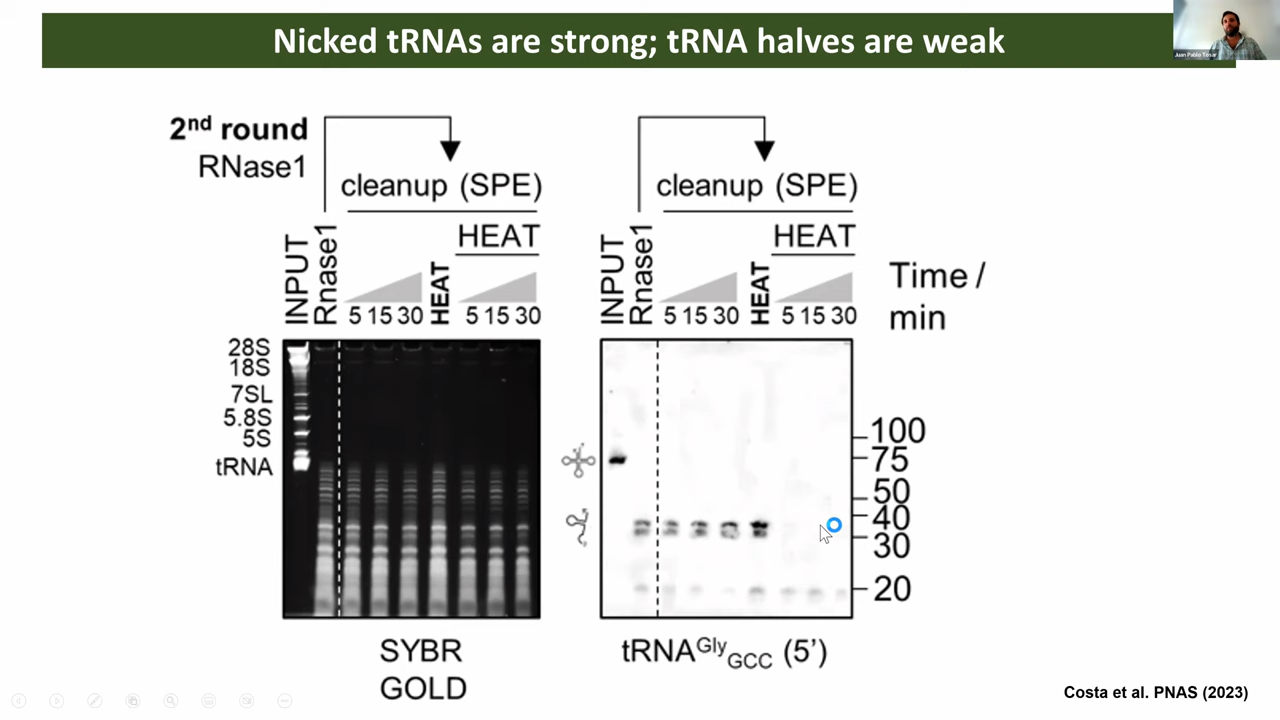 Nicked tRNAs are strong; tRNA halves are weak
Juan Pablo Tosar
2nd round
RNase1
cleanup (SPE)
HEAT
INPUT
Rnase1
HEAT
5 15 30
5 15 30
28S
18S
7SL
5.8S
5S
tRNA
SYBR
GOLD
cleanup (SPE)
HEAT
INPUT
Rnase1
HEAT
5 15 30
5 15 30
Time /
min
100
75
50
40
30
20
tRNAGlyGCC (5’)
Costa et al. PNAS (2023)